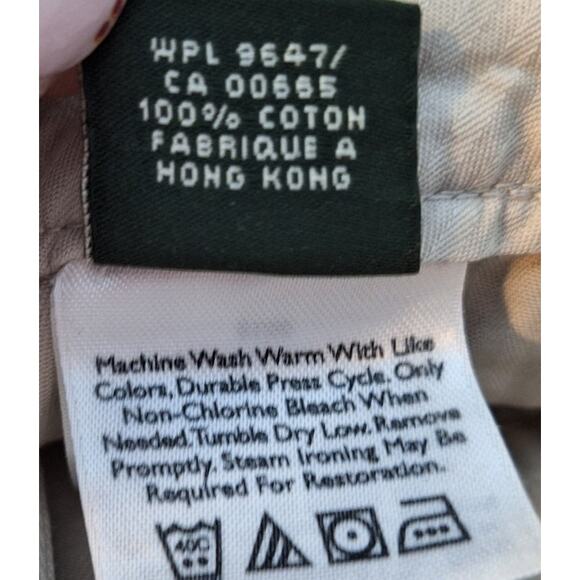 WPL 9647/
CA 00665
100% COTON
FABRIQUE A
HONG KONG
Machine Wash Warm With Like
Colors, Durable Press Cycle. Only
Non-Chlorine Bleach When
Needed. Tumble Dry Low. Remove
Promptly. Steam Ironing May Be
Required For Restoration.
40C